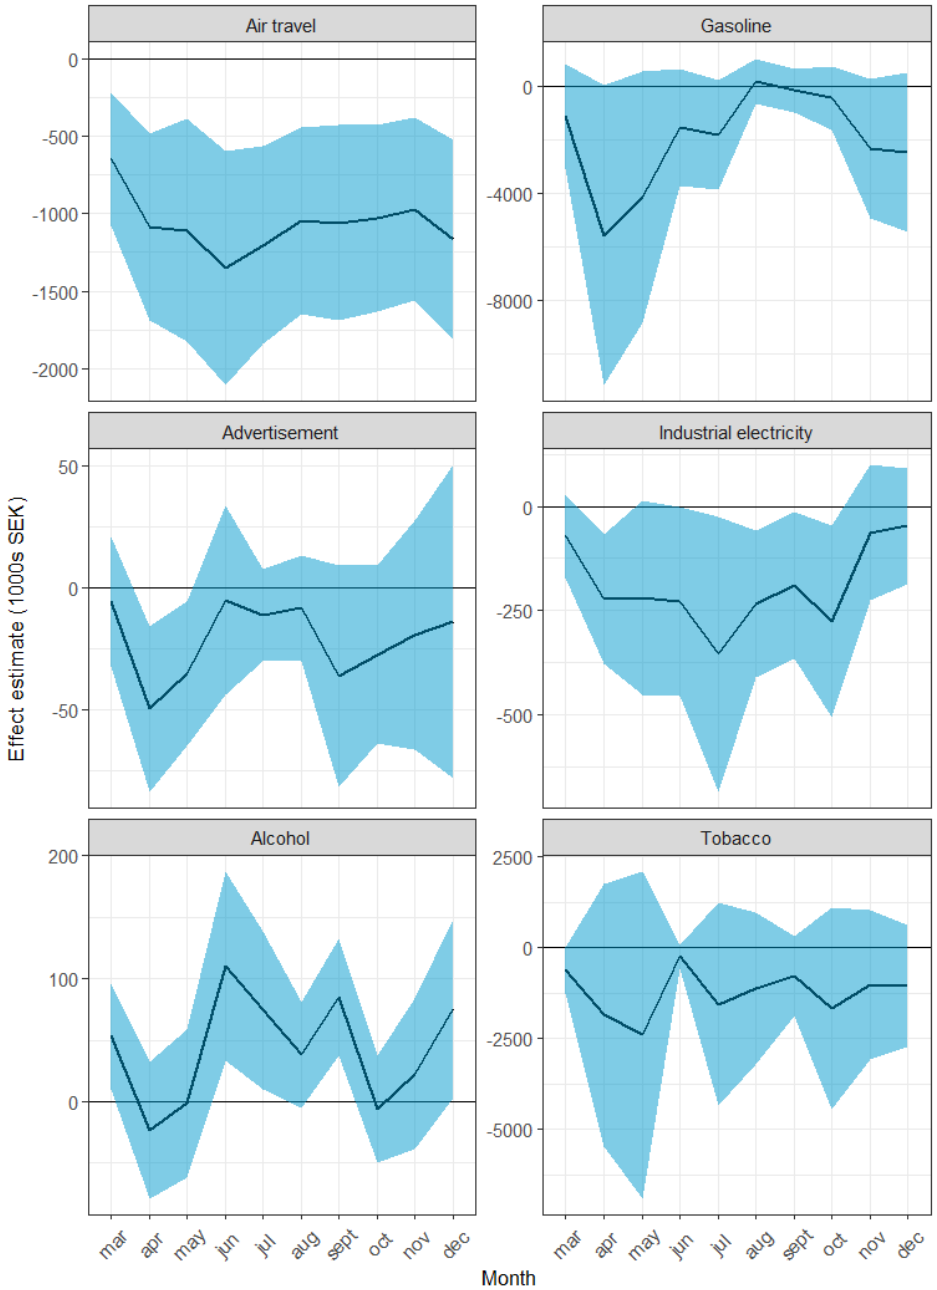 Air travel
Gasoline
0
-500
-1000
-1500
-2000
0
-4000
-8000
Advertisement
Industrial electricity
50
0
-50
0
-250
-500
Alcohol
Tobacco
200
100
0
2500
0
-2500
-5000
mar apr may jun jul aug sept oct nov dec
mar apr may jun jul aug sept oct nov dec
Month
Effect estimate (1000s SEK)